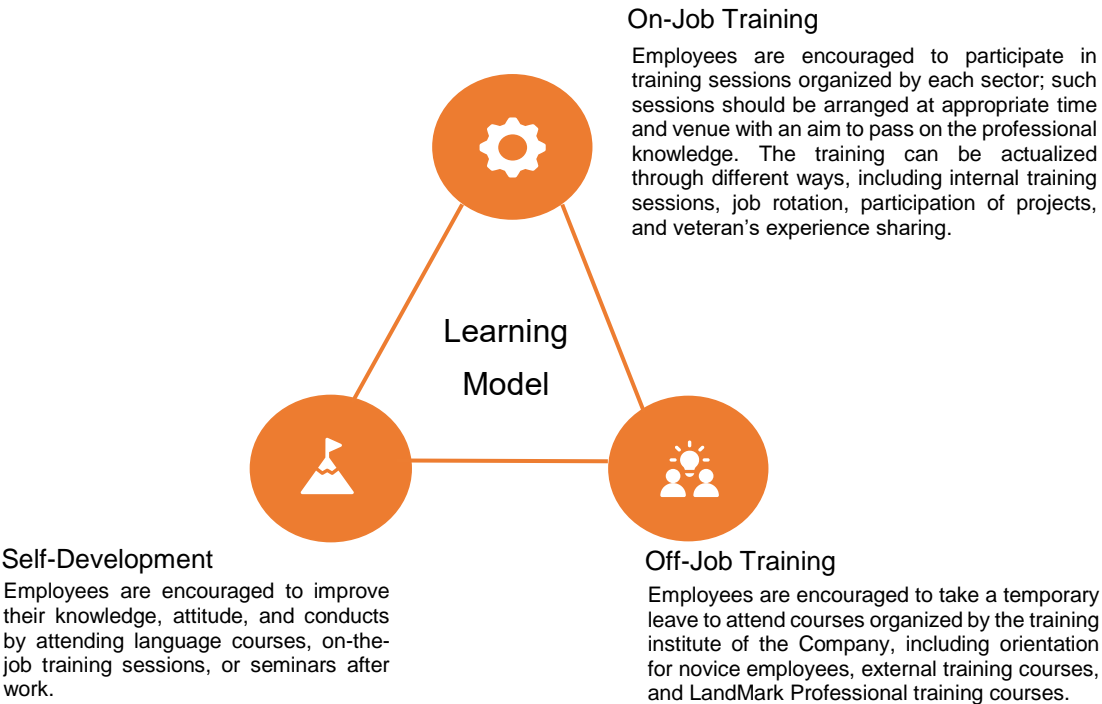 On-Job Training
Employees are encouraged to participate in
training sessions organized by each sector; such
sessions should be arranged at appropriate time
and venue with an aim to pass on the professional
knowledge. The training can be actualized
through different ways, including internal training
sessions, job rotation, participation of projects,
and veteran’s experience sharing.
Learning
Model
Self-Development
Employees are encouraged to improve
their knowledge, attitude, and conducts
by attending language courses, on-the-
job training sessions, or seminars after
work.
Off-Job Training
Employees are encouraged to take a temporary
leave to attend courses organized by the training
institute of the Company, including orientation
for novice employees, external training courses,
and LandMark Professional training courses.